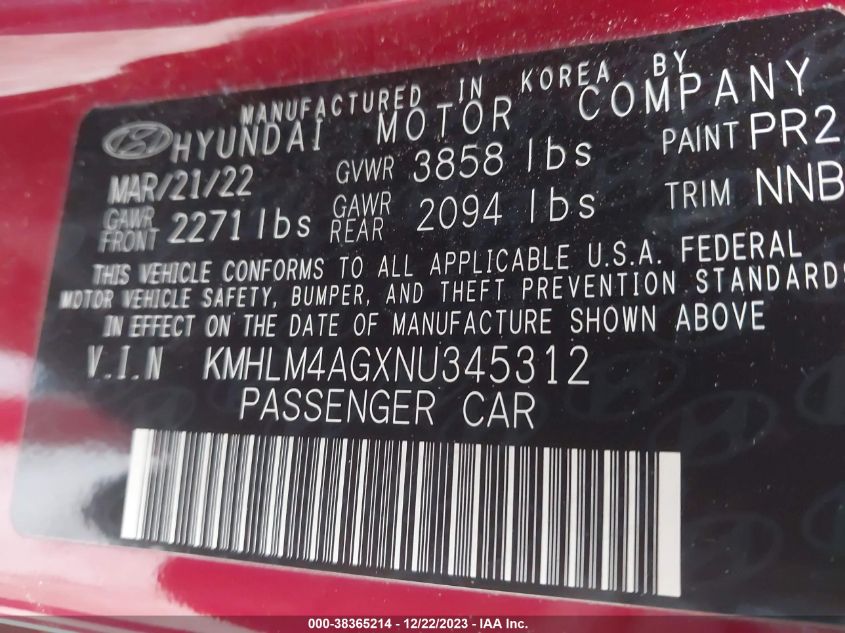 MANUFACTURED IN KOREA BY
HYUNDAI MOTOR COMPANY
MAR/21/22 GVWR 3858 lbs PAINT PR2
GAWR FRONT 2271 lbs GAWR REAR 2094 lbs TRIM NNB
THIS VEHICLE CONFORMS TO ALL APPLICABLE U.S.A. FEDERAL
MOTOR VEHICLE SAFETY, BUMPER, AND THEFT PREVENTION STANDARDS
IN EFFECT ON THE DATE OF MANUFACTURE SHOWN ABOVE
V.I.N KMHLM4AGXNU345312
PASSENGER CAR
000-38365214 - 12/22/2023 - IAA Inc.